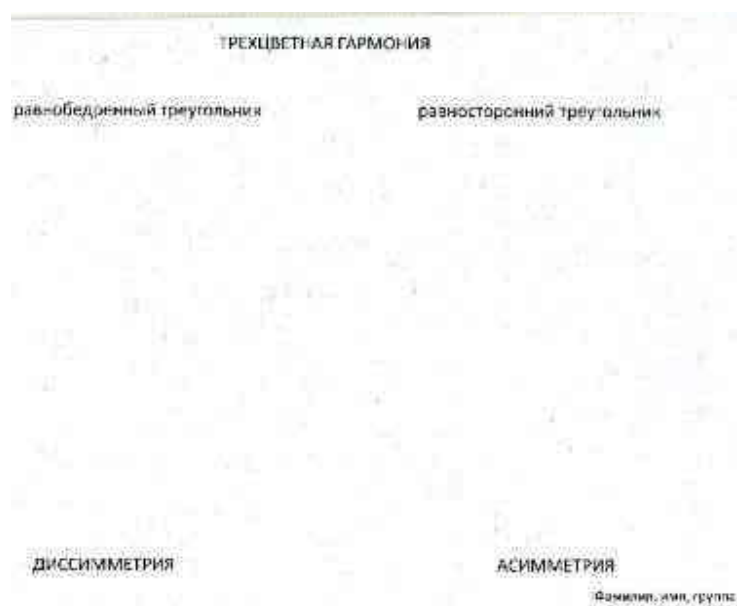 ТРЕХЦВЕТНАЯ ГАРМОНИЯ
равнобедренный треугольник
разносторонний треугольник
ДИССИММЕТРИЯ
АСИММЕТРИЯ
Фамилия, имя, группа